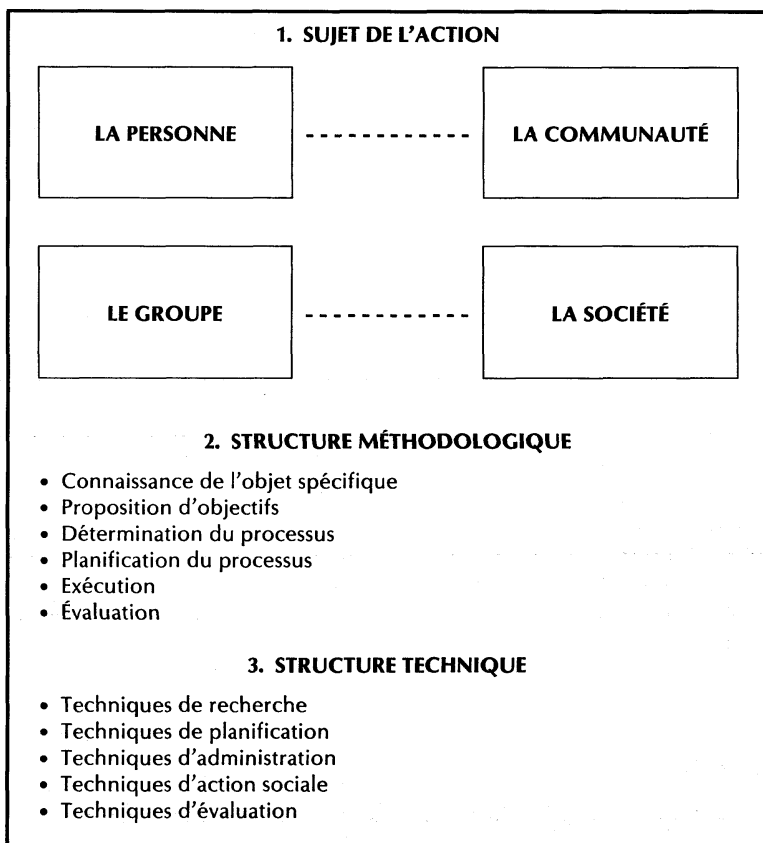 1. SUJET DE L'ACTION
LA PERSONNE
LA COMMUNAUTÉ
LE GROUPE
LA SOCIÉTÉ
2. STRUCTURE MÉTHODOLOGIQUE
• Connaissance de l'objet spécifique
• Proposition d'objectifs
• Détermination du processus
• Planification du processus
• Exécution
• Évaluation
3. STRUCTURE TECHNIQUE
• Techniques de recherche
• Techniques de planification
• Techniques d'administration
• Techniques d'action sociale
• Techniques d'évaluation